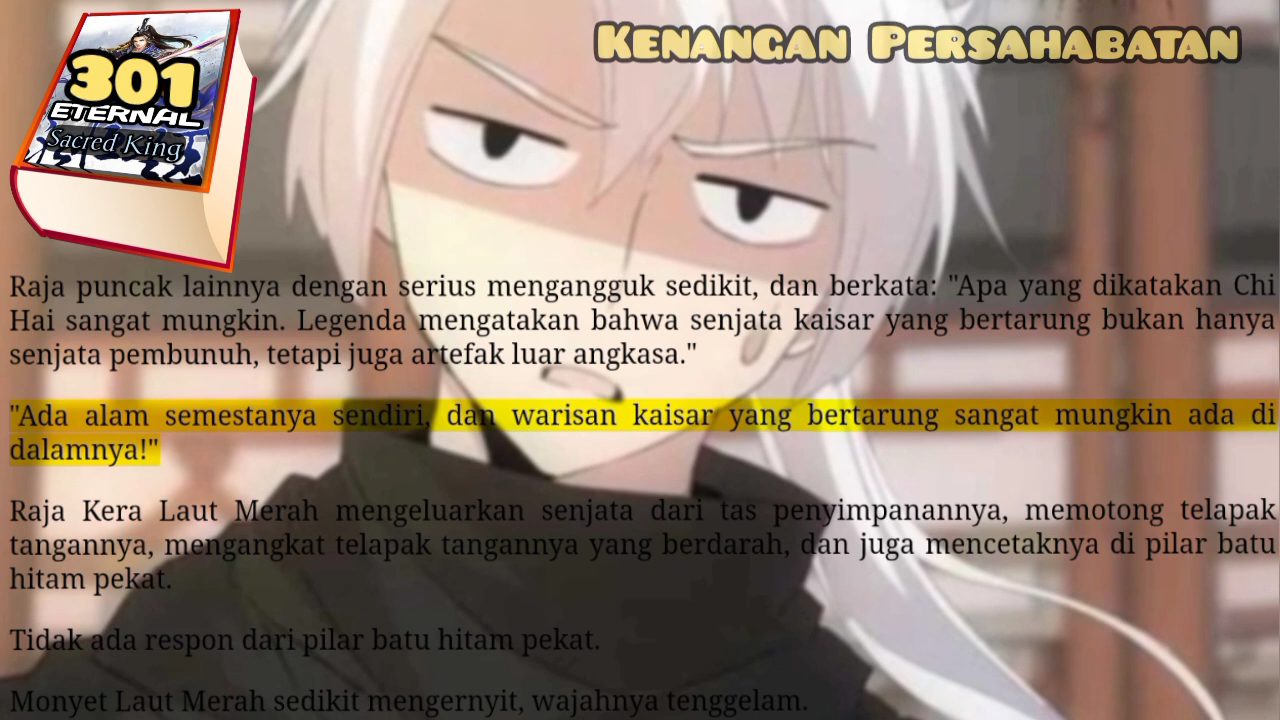 301
ETERNAL
Sacred King
KENANGAN PERSAHABATAN
Raja puncak lainnya dengan serius mengangguk sedikit, dan berkata: "Apa yang dikatakan Chi
Hai sangat mungkin. Legenda mengatakan bahwa senjata kaisar yang bertarung bukan hanya
senjata pembunuh, tetapi juga artefak luar angkasa."
"Ada alam semestanya sendiri, dan warisan kaisar yang bertarung sangat mungkin ada di
dalamnya!"
Raja Kera Laut Merah mengeluarkan senjata dari tas penyimpanannya, memotong telapak
tangannya, mengangkat telapak tangannya yang berdarah, dan juga mencetaknya di pilar batu
hitam pekat.
Tidak ada respon dari pilar batu hitam pekat.
Monyet Laut Merah sedikit mengernyit, wajahnya tenggelam.